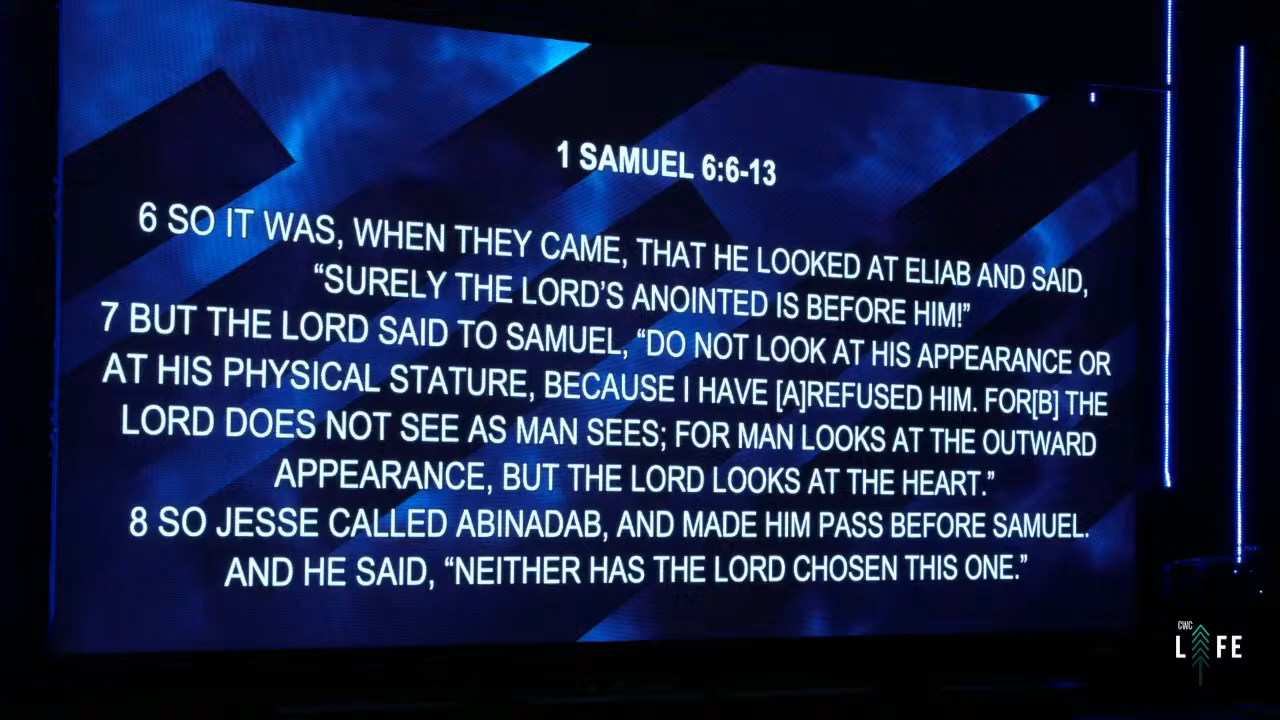 1 SAMUEL 6:6-13
6 SO IT WAS, WHEN THEY CAME, THAT HE LOOKED AT ELIAB AND SAID,
“SURELY THE LORD’S ANOINTED IS BEFORE HIM!”
7 BUT THE LORD SAID TO SAMUEL, “DO NOT LOOK AT HIS APPEARANCE OR
AT HIS PHYSICAL STATURE, BECAUSE I HAVE [A]REFUSED HIM. FOR[B] THE
LORD DOES NOT SEE AS MAN SEES; FOR MAN LOOKS AT THE OUTWARD
APPEARANCE, BUT THE LORD LOOKS AT THE HEART.”
8 SO JESSE CALLED ABINADAB, AND MADE HIM PASS BEFORE SAMUEL.
AND HE SAID, “NEITHER HAS THE LORD CHOSEN THIS ONE.”
CWC
LIFE